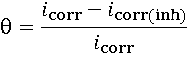 θ = (i_corr − i_corr(inh)) / i_corr